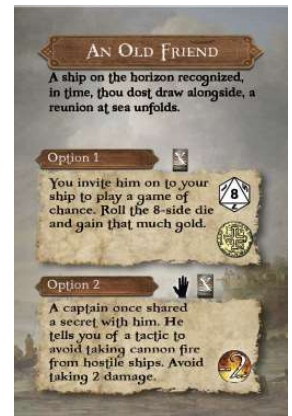 An Old Friend
A ship on the horizon recognized,
in time, thou dost draw alongside, a
reunion at sea unfolds.
Option 1
You invite him on to your
ship to play a game of
chance. Roll the 8-side die
and gain that much gold.
8
Option 2
A captain once shared
a secret with him. He
tells you of a tactic to
avoid taking cannon fire
from hostile ships. Avoid
taking 2 damage.
2